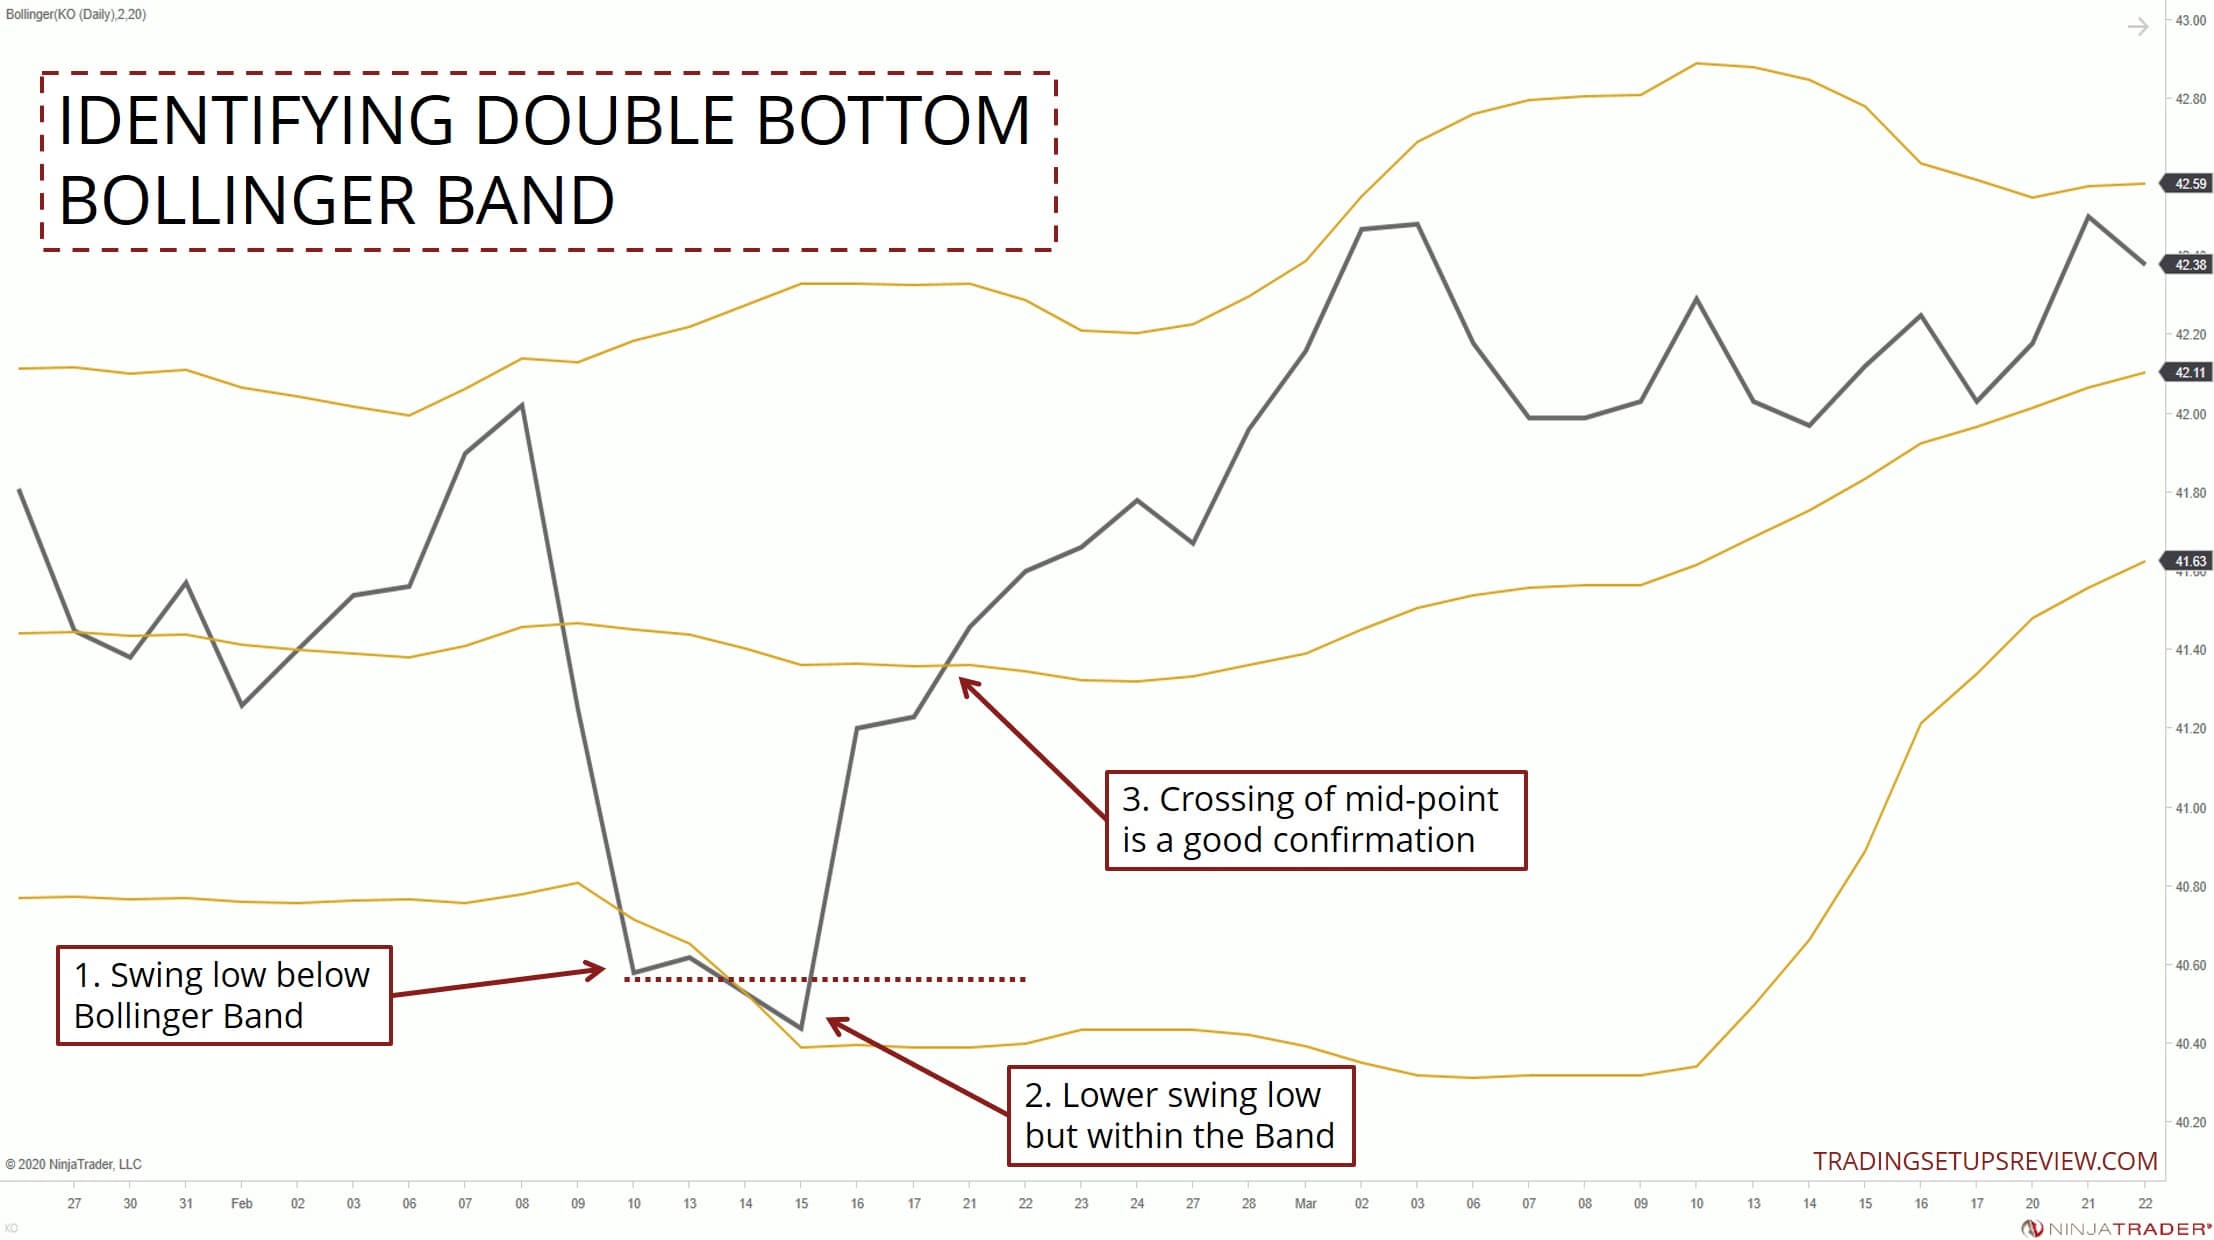 Bollinger(KO (Daily),2,20)
IDENTIFYING DOUBLE BOTTOM
BOLLINGER BAND
43.00
42.80
42.59
42.38
42.20
42.11
42.00
41.80
41.63
41.60
41.40
41.20
41.00
40.80
40.60
40.40
40.20
3. Crossing of mid-point
is a good confirmation
1. Swing low below
Bollinger Band
2. Lower swing low
but within the Band
© 2020 NinjaTrader, LLC
TRADINGSETUPSREVIEW.COM
27 30 31 Feb 02 03 06 07 08 09 10 13 14 15 16 17 21 22 23 24 27 28 Mar 02 03 06 07 08 09 10 13 14 15 16 17 20 21 22
KO
NINJATRADER®